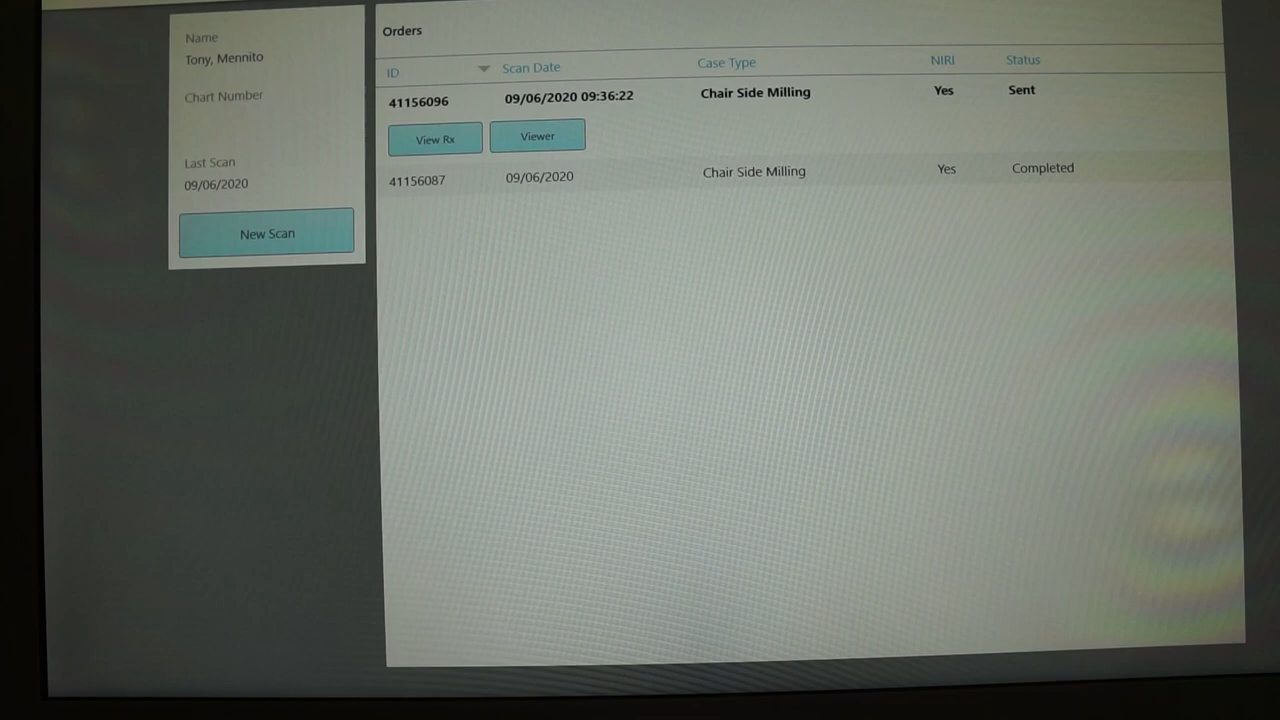 Name
Tony, Mennito
Chart Number
Last Scan
09/06/2020
New Scan
Orders
ID Scan Date Case Type NIRI Status
41156096 09/06/2020 09:36:22 Chair Side Milling Yes Sent
View Rx Viewer
41156087 09/06/2020 Chair Side Milling Yes Completed